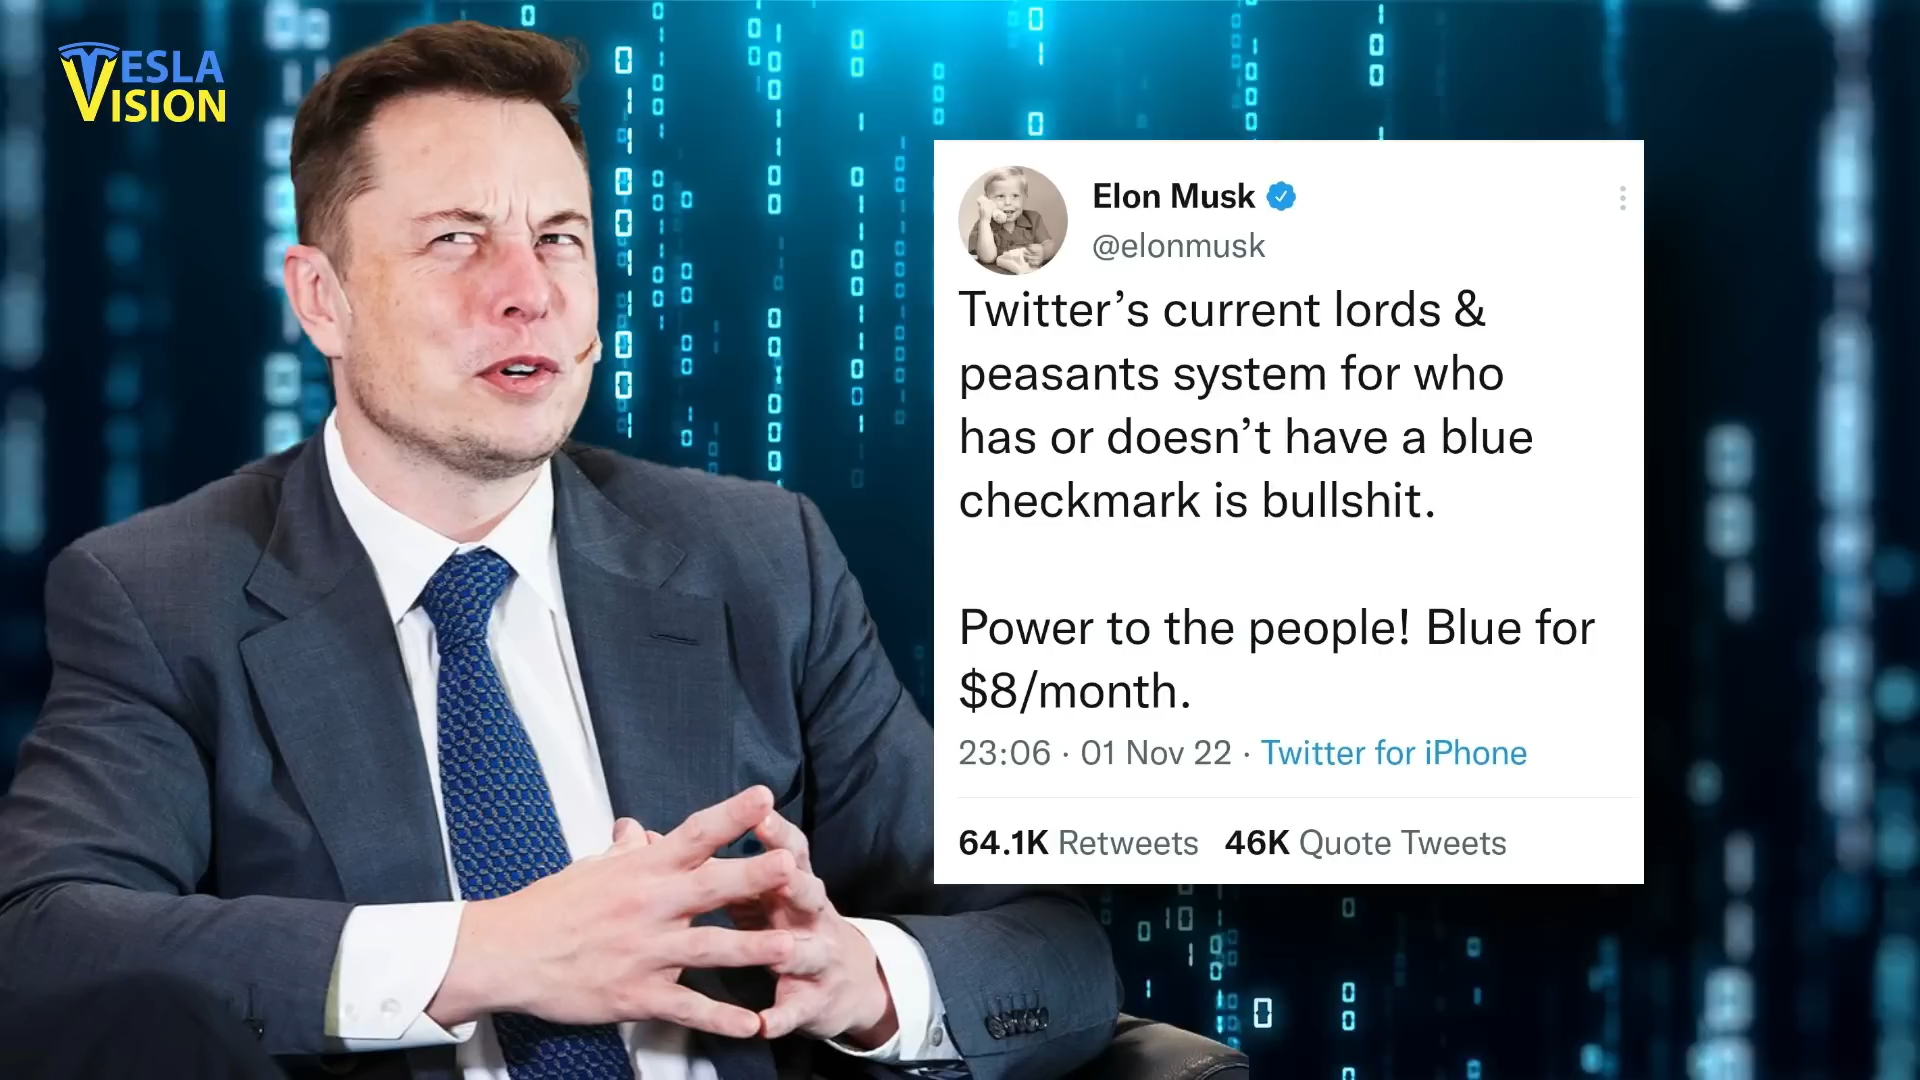 TESLA
VISION
Elon Musk
@elonmusk
Twitter’s current lords &
peasants system for who
has or doesn’t have a blue
checkmark is bullshit.
Power to the people! Blue for
$8/month.
23:06 · 01 Nov 22 · Twitter for iPhone
64.1K Retweets 46K Quote Tweets